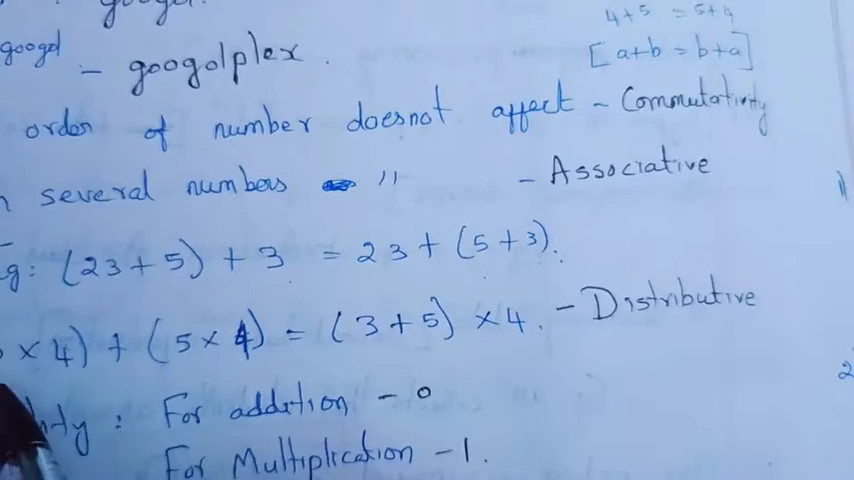 googol.
4+5 = 5+4
googol – googolplex.
[a+b = b+a]
order of number doesnot affect – Commutativity
several numbers " – Associative
g: (23+5) + 3 = 23 + (5+3).
×4) + (5×4) = (3+5) ×4. – Distributive
: For addition – 0
For Multiplication – 1.